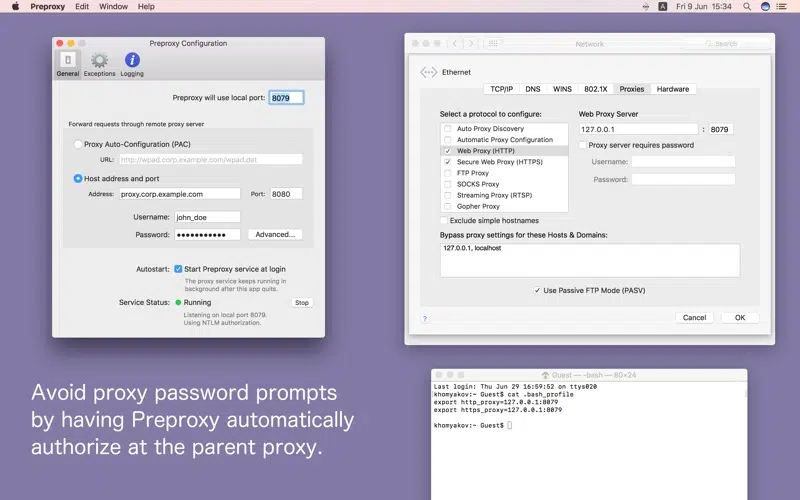 Preproxy Edit Window Help
A Fri 9 Jun 15:34
Preproxy Configuration
General Exceptions Logging
Preproxy will use local port: 8079
Forward requests through remote proxy server
Proxy Auto-Configuration (PAC)
URL: http://wpad.corp.example.com/wpad.dat
Host address and port
Address: proxy.corp.example.com Port: 8080
Username: john_doe
Password: ●●●●●●●●●●● Advanced...
Autostart: Start Preproxy service at login
The proxy service keeps running in
background after this app quits.
Service Status: Running Stop
Listening on local port 8079.
Using NTLM authorization.
Network
Search
Ethernet
TCP/IP DNS WINS 802.1X Proxies Hardware
Select a protocol to configure:
Auto Proxy Discovery
Automatic Proxy Configuration
Web Proxy (HTTP)
Secure Web Proxy (HTTPS)
FTP Proxy
SOCKS Proxy
Streaming Proxy (RTSP)
Gopher Proxy
Web Proxy Server
127.0.0.1 : 8079
Proxy server requires password
Username:
Password:
Exclude simple hostnames
Bypass proxy settings for these Hosts & Domains:
127.0.0.1, localhost
Use Passive FTP Mode (PASV)
? Cancel OK
Avoid proxy password prompts
by having Preproxy automatically
authorize at the parent proxy.
Guest — -bash — 80×24
Last login: Thu Jun 29 16:59:52 on ttys020
khomyakov:~ Guest$ cat .bash_profile
export http_proxy=127.0.0.1:8079
export https_proxy=127.0.0.1:8079
khomyakov:~ Guest$